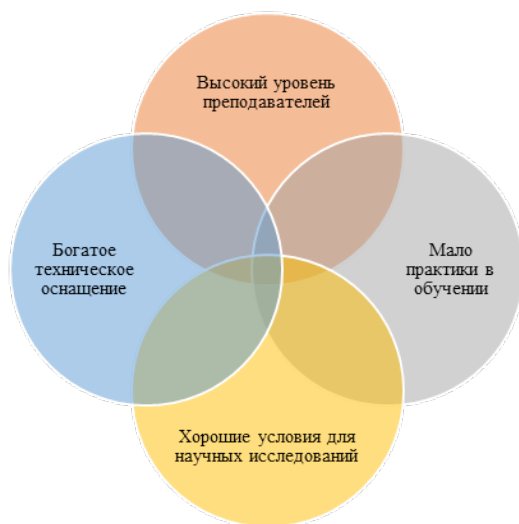 Высокий уровень
преподавателей
Богатое
техническое
оснащение
Мало
практики в
обучении
Хорошие условия для
научных исследований